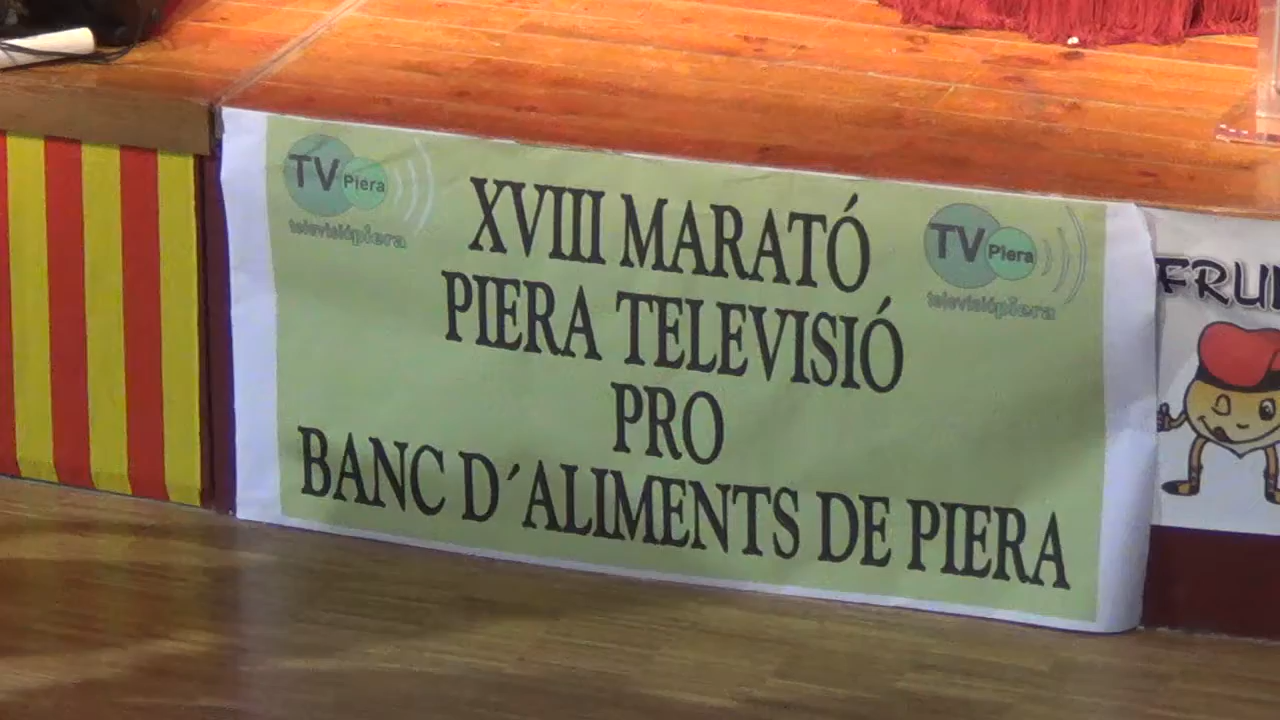 TV Piera
televisiópiera
XVIII MARATÓ
PIERA TELEVISIÓ
PRO
BANC D´ALIMENTS DE PIERA
TV Piera
televisiópiera